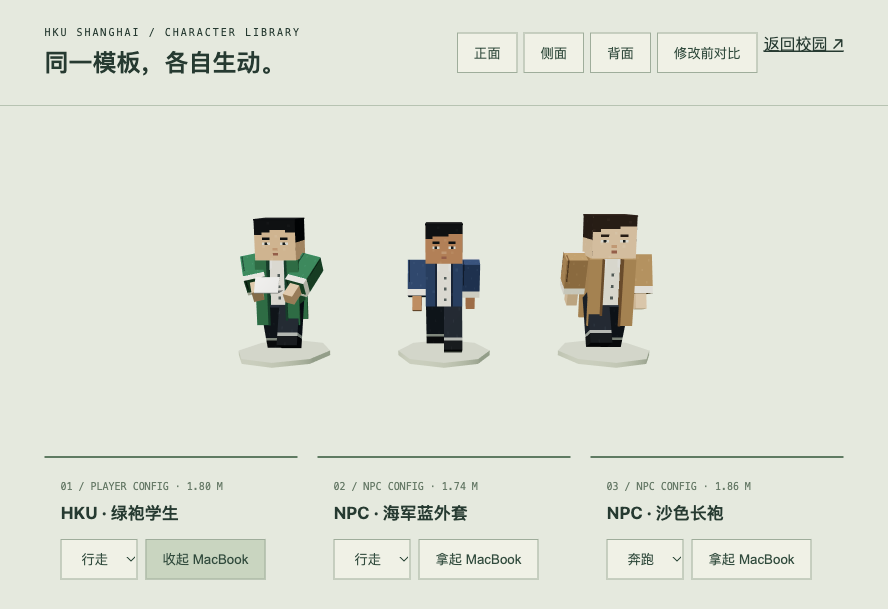 HKU SHANGHAI / CHARACTER LIBRARY
同一模板，各自生动。
正面
侧面
背面
修改前对比
返回校园 ↗
01 / PLAYER CONFIG · 1.80 M
HKU · 绿袍学生
行走
收起 MacBook
02 / NPC CONFIG · 1.74 M
NPC · 海军蓝外套
行走
拿起 MacBook
03 / NPC CONFIG · 1.86 M
NPC · 沙色长袍
奔跑
拿起 MacBook